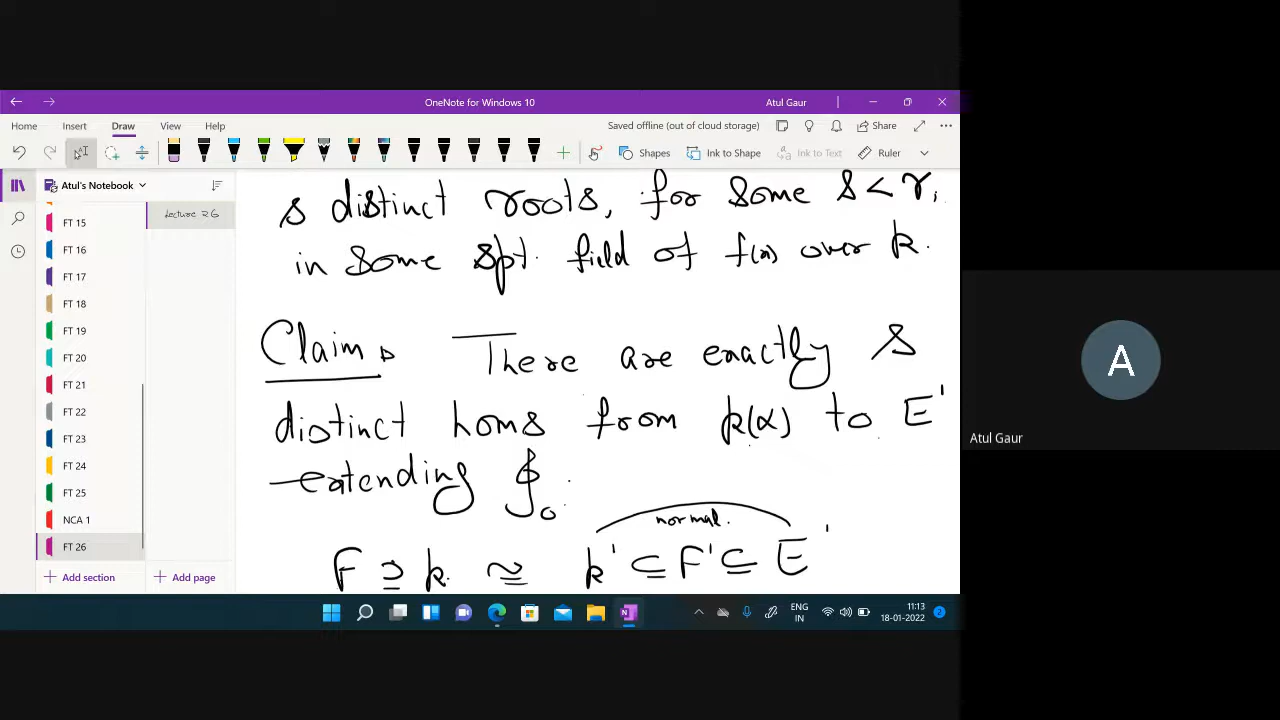 OneNote for Windows 10
Atul Gaur
Home Insert Draw View Help
Saved offline (out of cloud storage)
Share
Shapes
Ink to Shape
Ink to Text
Ruler
Atul's Notebook
FT 15
FT 16
FT 17
FT 18
FT 19
FT 20
FT 21
FT 22
FT 23
FT 24
FT 25
NCA 1
FT 26
Add section
Add page
Lecture 26
s distinct roots, for some s < r,
in some spt. field of f(x) over k.
Claim There are exactly s
distinct homs from k(α) to E'
extending ϕ₀.
normal.
F ⊇ k ≅ k' ⊆ F' ⊆ E'
A
Atul Gaur
ENG
IN
11:13
18-01-2022
2